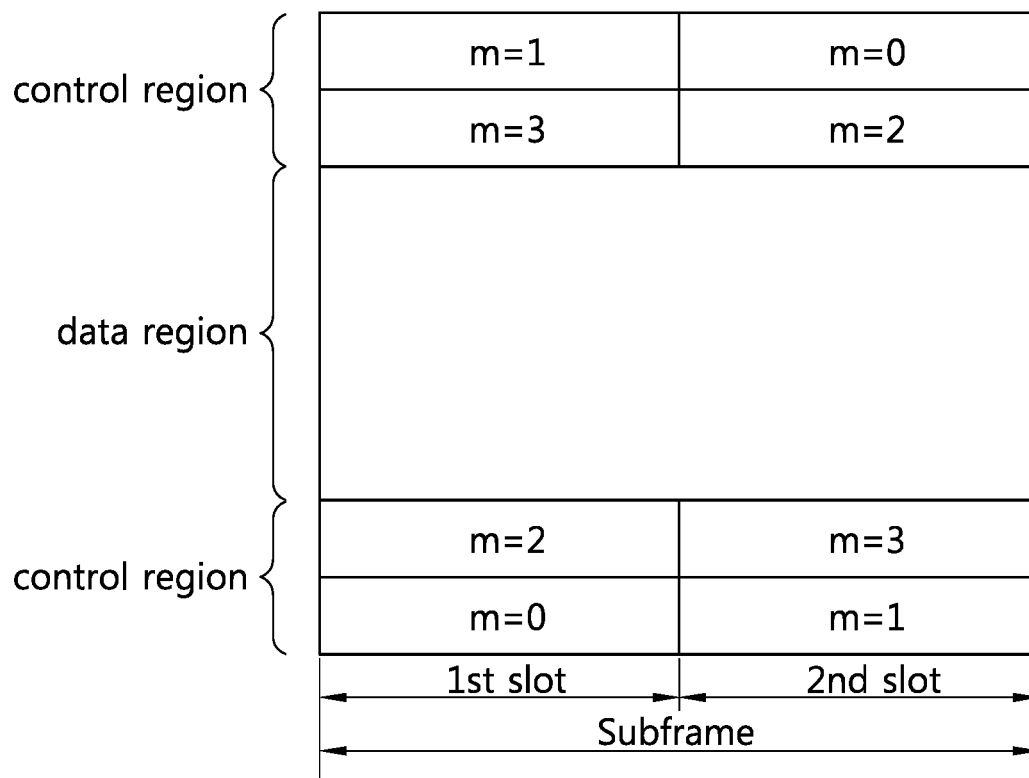 m=1 m=0
control region
m=3 m=2
data region
m=2 m=3
control region
m=0 m=1
1st slot 2nd slot
Subframe